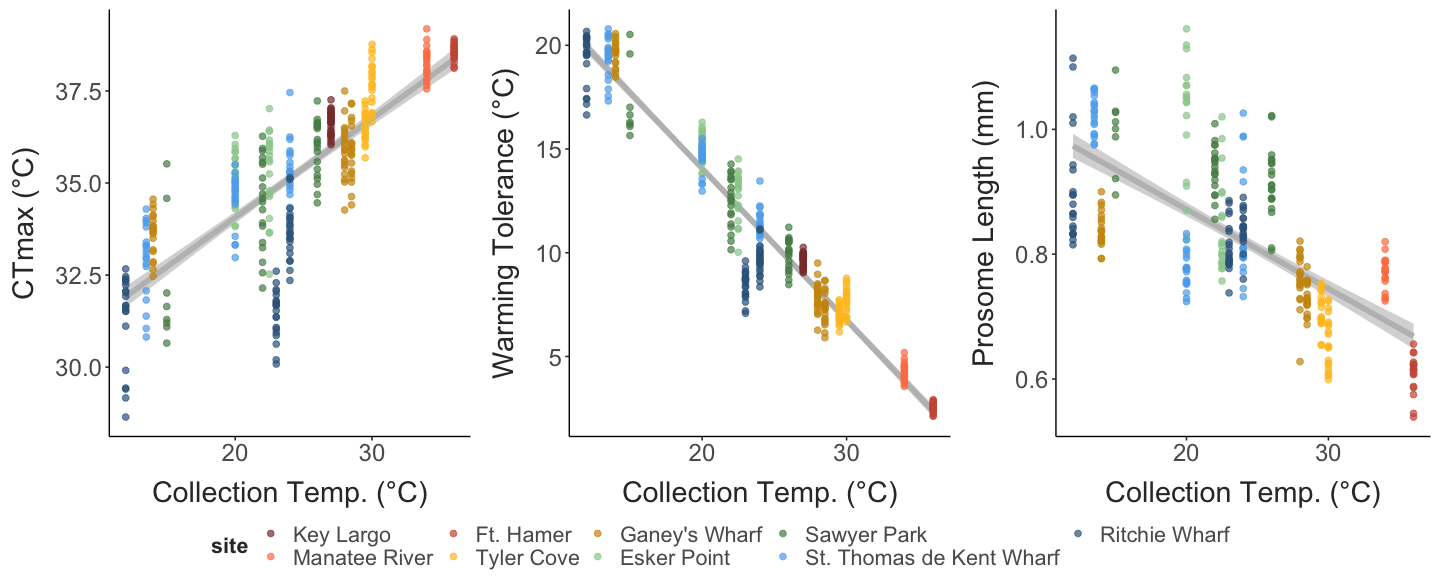 CTmax (°C)
37.5
35.0
32.5
30.0
20 30
Collection Temp. (°C)
Warming Tolerance (°C)
20
15
10
5
20 30
Collection Temp. (°C)
Prosome Length (mm)
1.0
0.8
0.6
20 30
Collection Temp. (°C)
site
Key Largo Ft. Hamer Ganey's Wharf Sawyer Park Ritchie Wharf
Manatee River Tyler Cove Esker Point St. Thomas de Kent Wharf